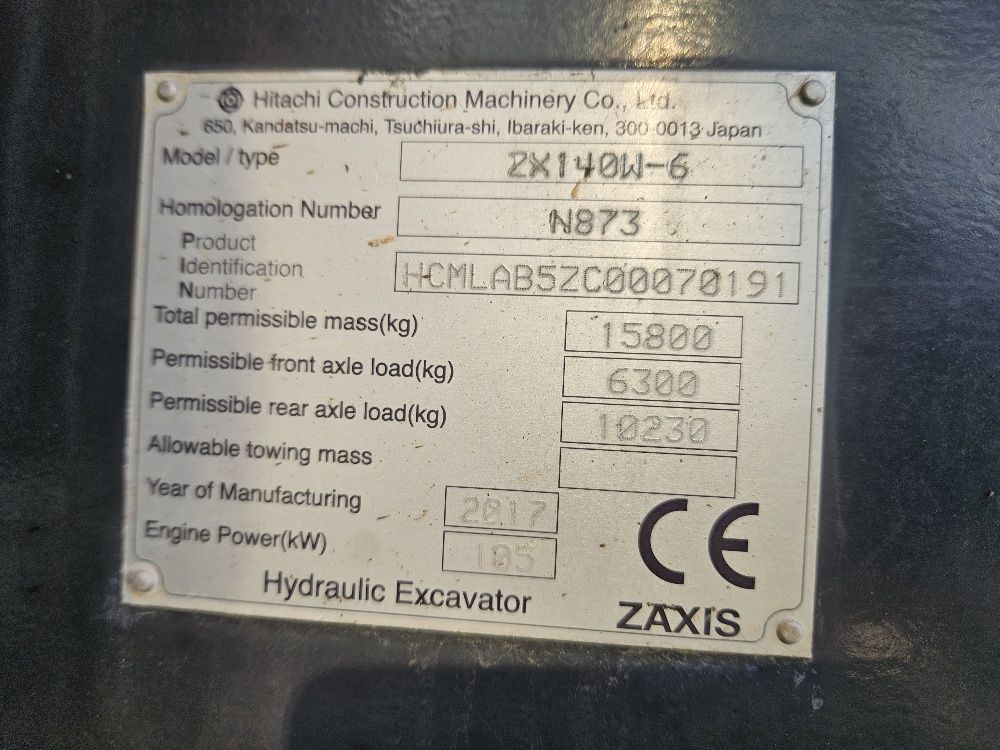 Hitachi Construction Machinery Co., Ltd.
650, Kandatsu-machi, Tsuchiura-shi, Ibaraki-ken, 300-0013 Japan
Model / type ZX140W-6
Homologation Number N873
Product
Identification HCMLAB5ZC00070191
Number
Total permissible mass(kg) 15800
Permissible front axle load(kg) 6300
Permissible rear axle load(kg) 10230
Allowable towing mass
Year of Manufacturing 2017
Engine Power(kW) 105
CE
Hydraulic Excavator ZAXIS